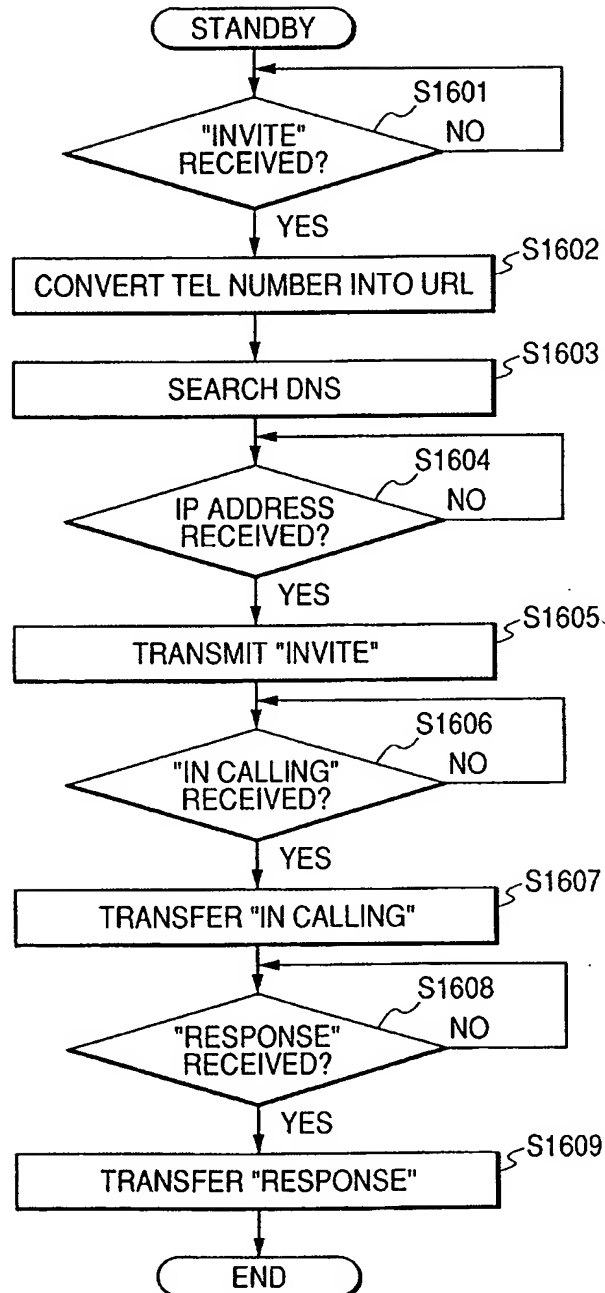 STANDBY
S1601
"INVITE"
RECEIVED?
NO
YES
S1602
CONVERT TEL NUMBER INTO URL
S1603
SEARCH DNS
S1604
IP ADDRESS
RECEIVED?
NO
YES
S1605
TRANSMIT "INVITE"
S1606
"IN CALLING"
RECEIVED?
NO
YES
S1607
TRANSFER "IN CALLING"
S1608
"RESPONSE"
RECEIVED?
NO
YES
S1609
TRANSFER "RESPONSE"
END